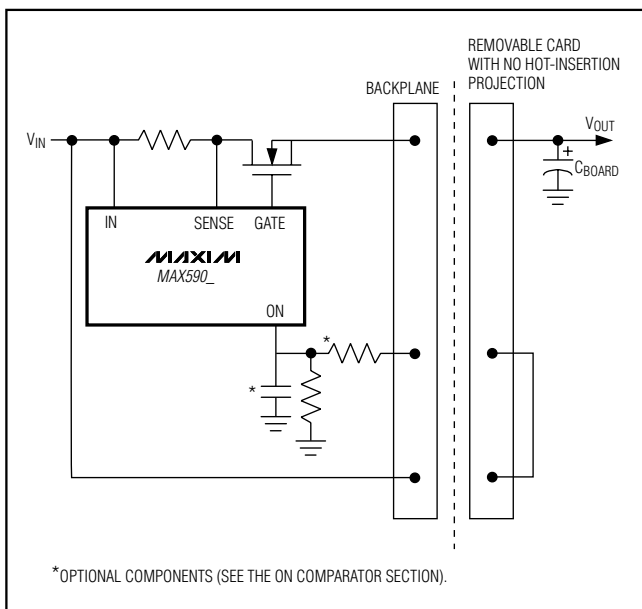 REMOVABLE CARD
WITH NO HOT-INSERTION
PROJECTION
BACKPLANE
VIN
VOUT
+
CBOARD
IN
SENSE
GATE
MAXIM
MAX590_
ON
*
*
*OPTIONAL COMPONENTS (SEE THE ON COMPARATOR SECTION).